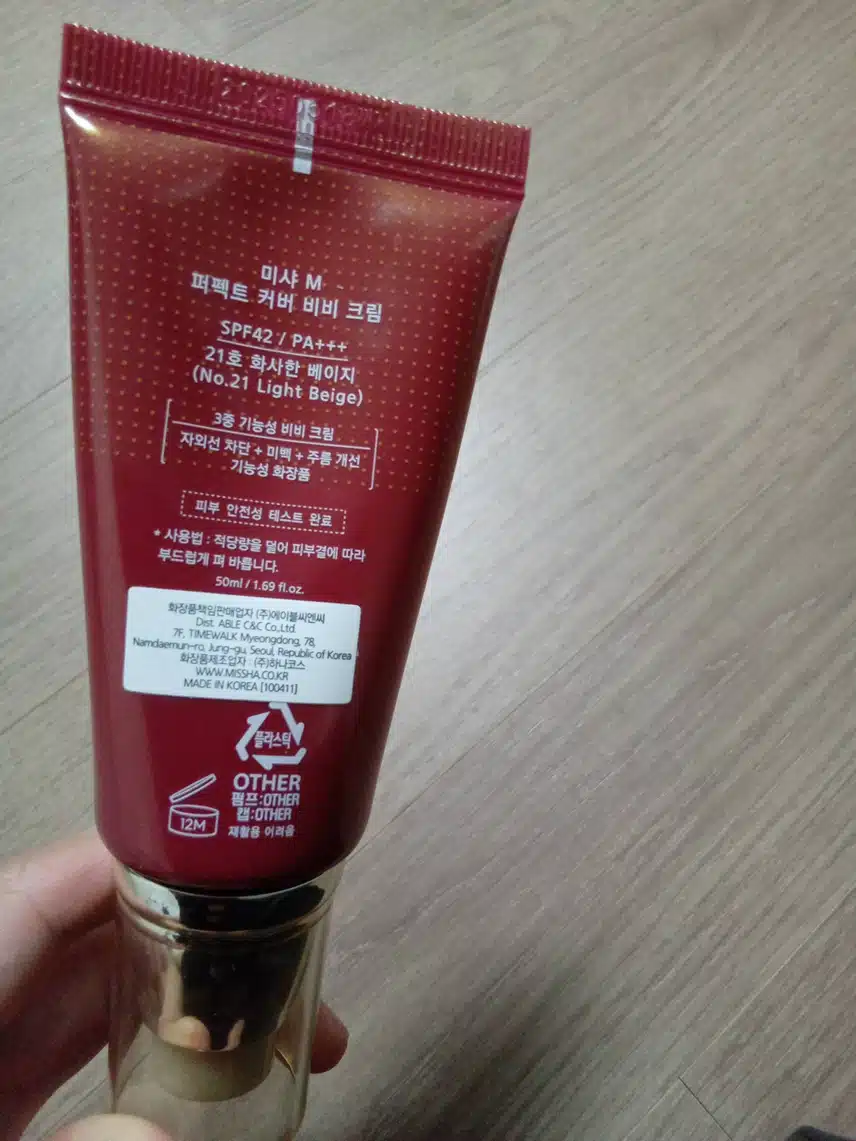 미샤 M
퍼펙트 커버 비비 크림
SPF42 / PA+++
21호 화사한 베이지
(No.21 Light Beige)
3중 기능성 비비 크림
자외선 차단 + 미백 + 주름 개선
기능성 화장품
피부 안전성 테스트 완료
* 사용법 : 적당량을 덜어 피부결에 따라
부드럽게 펴 바릅니다.
50ml / 1.69 fl.oz.
화장품책임판매업자 (주)에이블씨엔씨
Dist. ABLE C&C Co.,Ltd.
7F, TIMEWALK Myeongdong, 78,
Namdaemun-ro, Jung-gu, Seoul, Republic of Korea
화장품제조업자 : (주)하나코스
WWW.MISSHA.CO.KR
MADE IN KOREA [100411]
플라스틱
OTHER
펌프:OTHER
캡:OTHER
재활용 어려움
12M